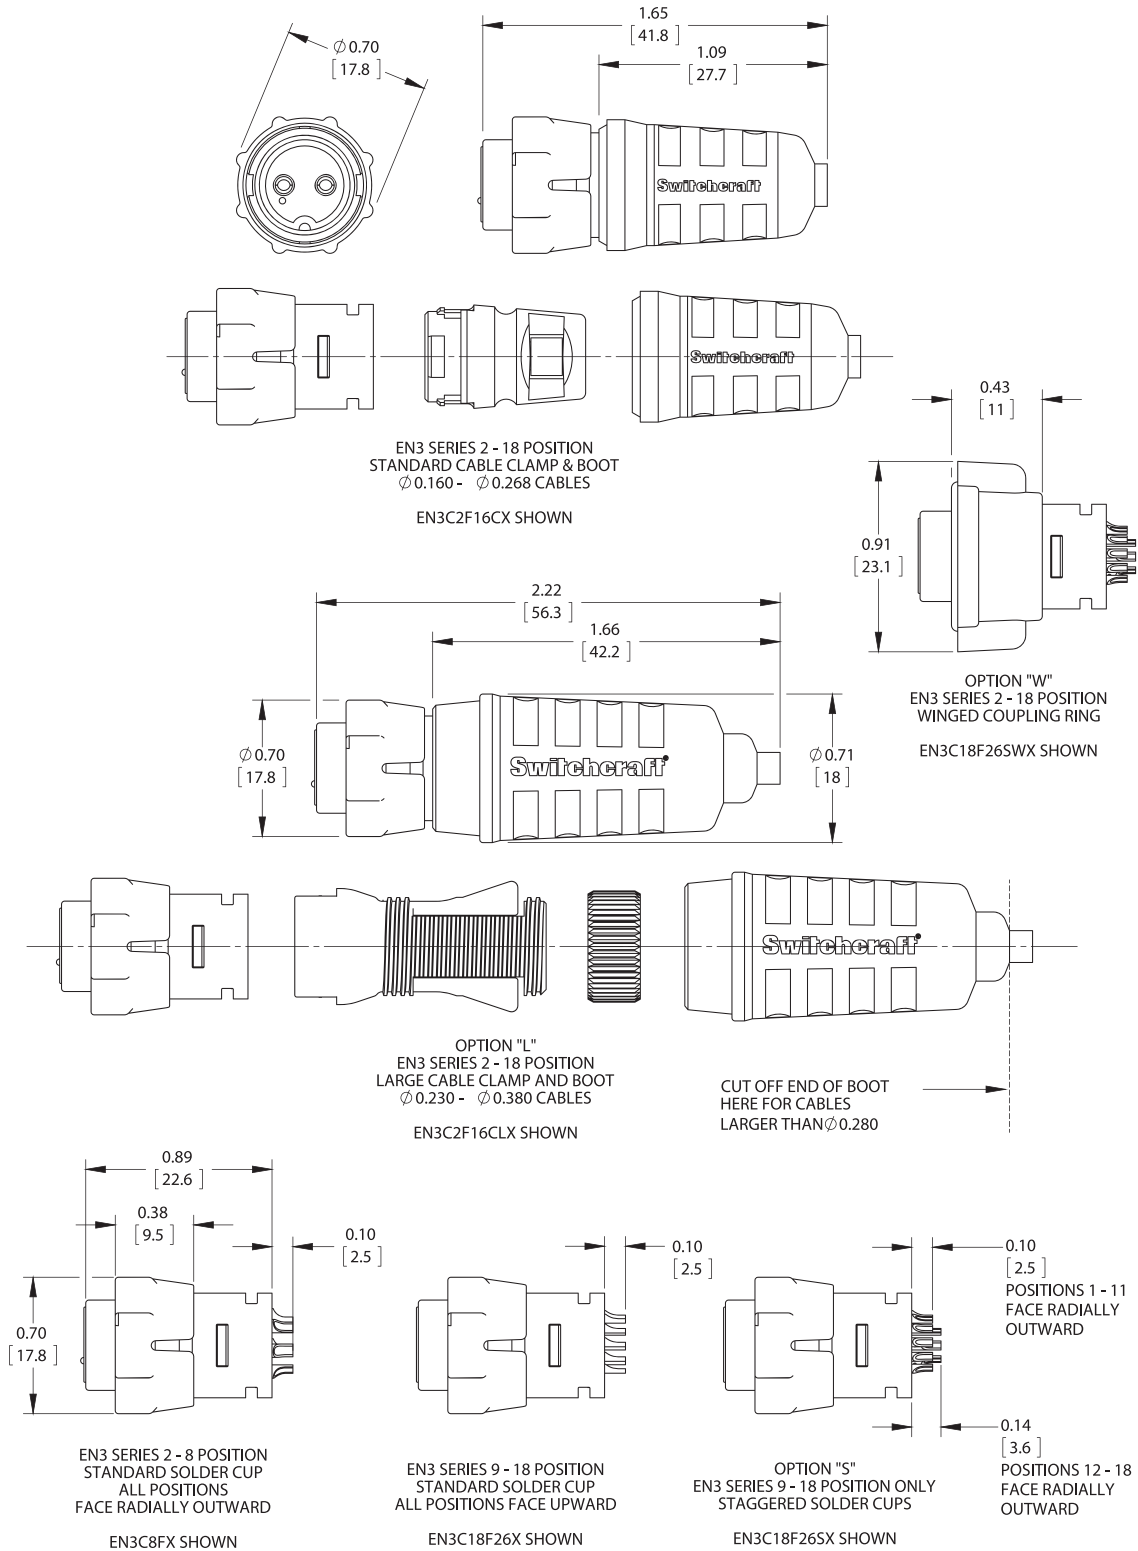 Ø 0.70
[17.8]
1.65
[41.8]
1.09
[27.7]
Switchcraft
Switchcraft
EN3 SERIES 2 - 18 POSITION
STANDARD CABLE CLAMP & BOOT
Ø 0.160 - Ø 0.268 CABLES
EN3C2F16CX SHOWN
0.43
[11]
0.91
[23.1]
OPTION "W"
EN3 SERIES 2 - 18 POSITION
WINGED COUPLING RING
EN3C18F26SWX SHOWN
2.22
[56.3]
1.66
[42.2]
Ø 0.70
[17.8]
Switchcraft®
Ø 0.71
[18]
Switchcraft®
OPTION "L"
EN3 SERIES 2 - 18 POSITION
LARGE CABLE CLAMP AND BOOT
Ø 0.230 - Ø 0.380 CABLES
EN3C2F16CLX SHOWN
CUT OFF END OF BOOT
HERE FOR CABLES
LARGER THAN Ø 0.280
0.89
[22.6]
0.38
[9.5]
0.10
[2.5]
0.70
[17.8]
EN3 SERIES 2 - 8 POSITION
STANDARD SOLDER CUP
ALL POSITIONS
FACE RADIALLY OUTWARD
EN3C8FX SHOWN
0.10
[2.5]
EN3 SERIES 9 - 18 POSITION
STANDARD SOLDER CUP
ALL POSITIONS FACE UPWARD
EN3C18F26X SHOWN
0.10
[2.5]
POSITIONS 1 - 11
FACE RADIALLY
OUTWARD
0.14
[3.6]
POSITIONS 12 - 18
FACE RADIALLY
OUTWARD
OPTION "S"
EN3 SERIES 9 - 18 POSITION ONLY
STAGGERED SOLDER CUPS
EN3C18F26SX SHOWN